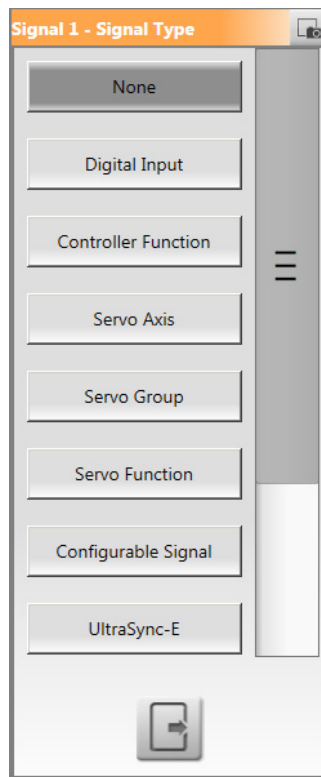 Signal 1 - Signal Type
None
Digital Input
Controller Function
Servo Axis
Servo Group
Servo Function
Configurable Signal
UltraSync-E